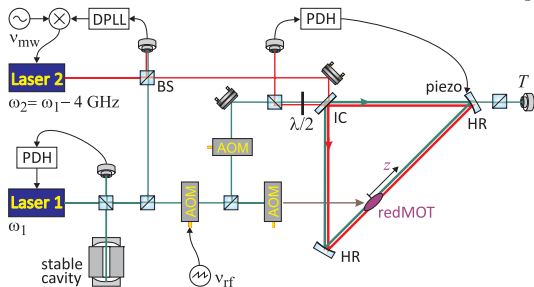 DPLL
PDH
ν_mw
piezo
T
Laser 2
BS
λ/2
IC
HR
ω₂= ω₁– 4 GHz
PDH
AOM
z
Laser 1
AOM
AOM
redMOT
ω₁
HR
stable
cavity
ν_rf